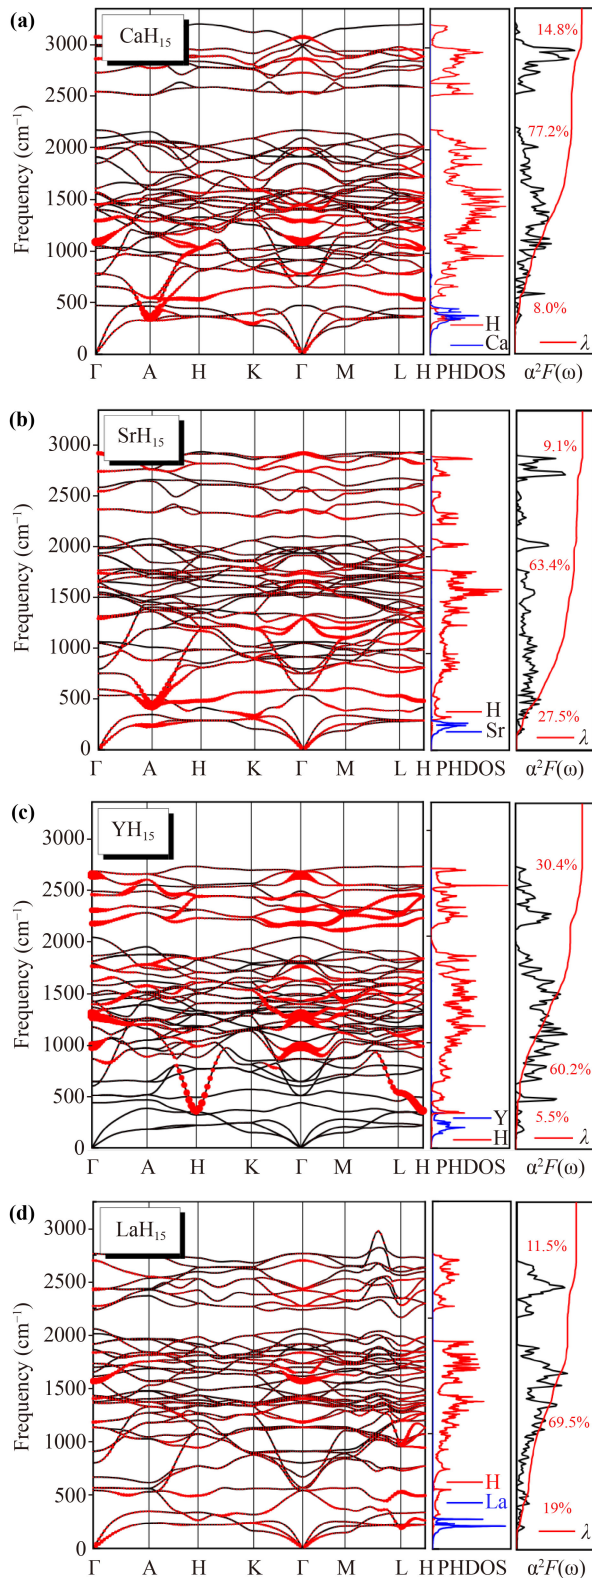 (a)
CaH₁₅
Frequency (cm⁻¹)
3000
2500
2000
1500
1000
500
0
Γ A H K Γ M L H
H
Ca
PHDOS
14.8%
77.2%
8.0%
λ
α²F(ω)
(b)
SrH₁₅
Frequency (cm⁻¹)
3000
2500
2000
1500
1000
500
0
Γ A H K Γ M L H
H
Sr
PHDOS
9.1%
63.4%
27.5%
λ
α²F(ω)
(c)
YH₁₅
Frequency (cm⁻¹)
3000
2500
2000
1500
1000
500
0
Γ A H K Γ M L H
Y
H
PHDOS
30.4%
60.2%
5.5%
λ
α²F(ω)
(d)
LaH₁₅
Frequency (cm⁻¹)
3000
2500
2000
1500
1000
500
0
Γ A H K Γ M L H
H
La
PHDOS
11.5%
69.5%
19%
λ
α²F(ω)